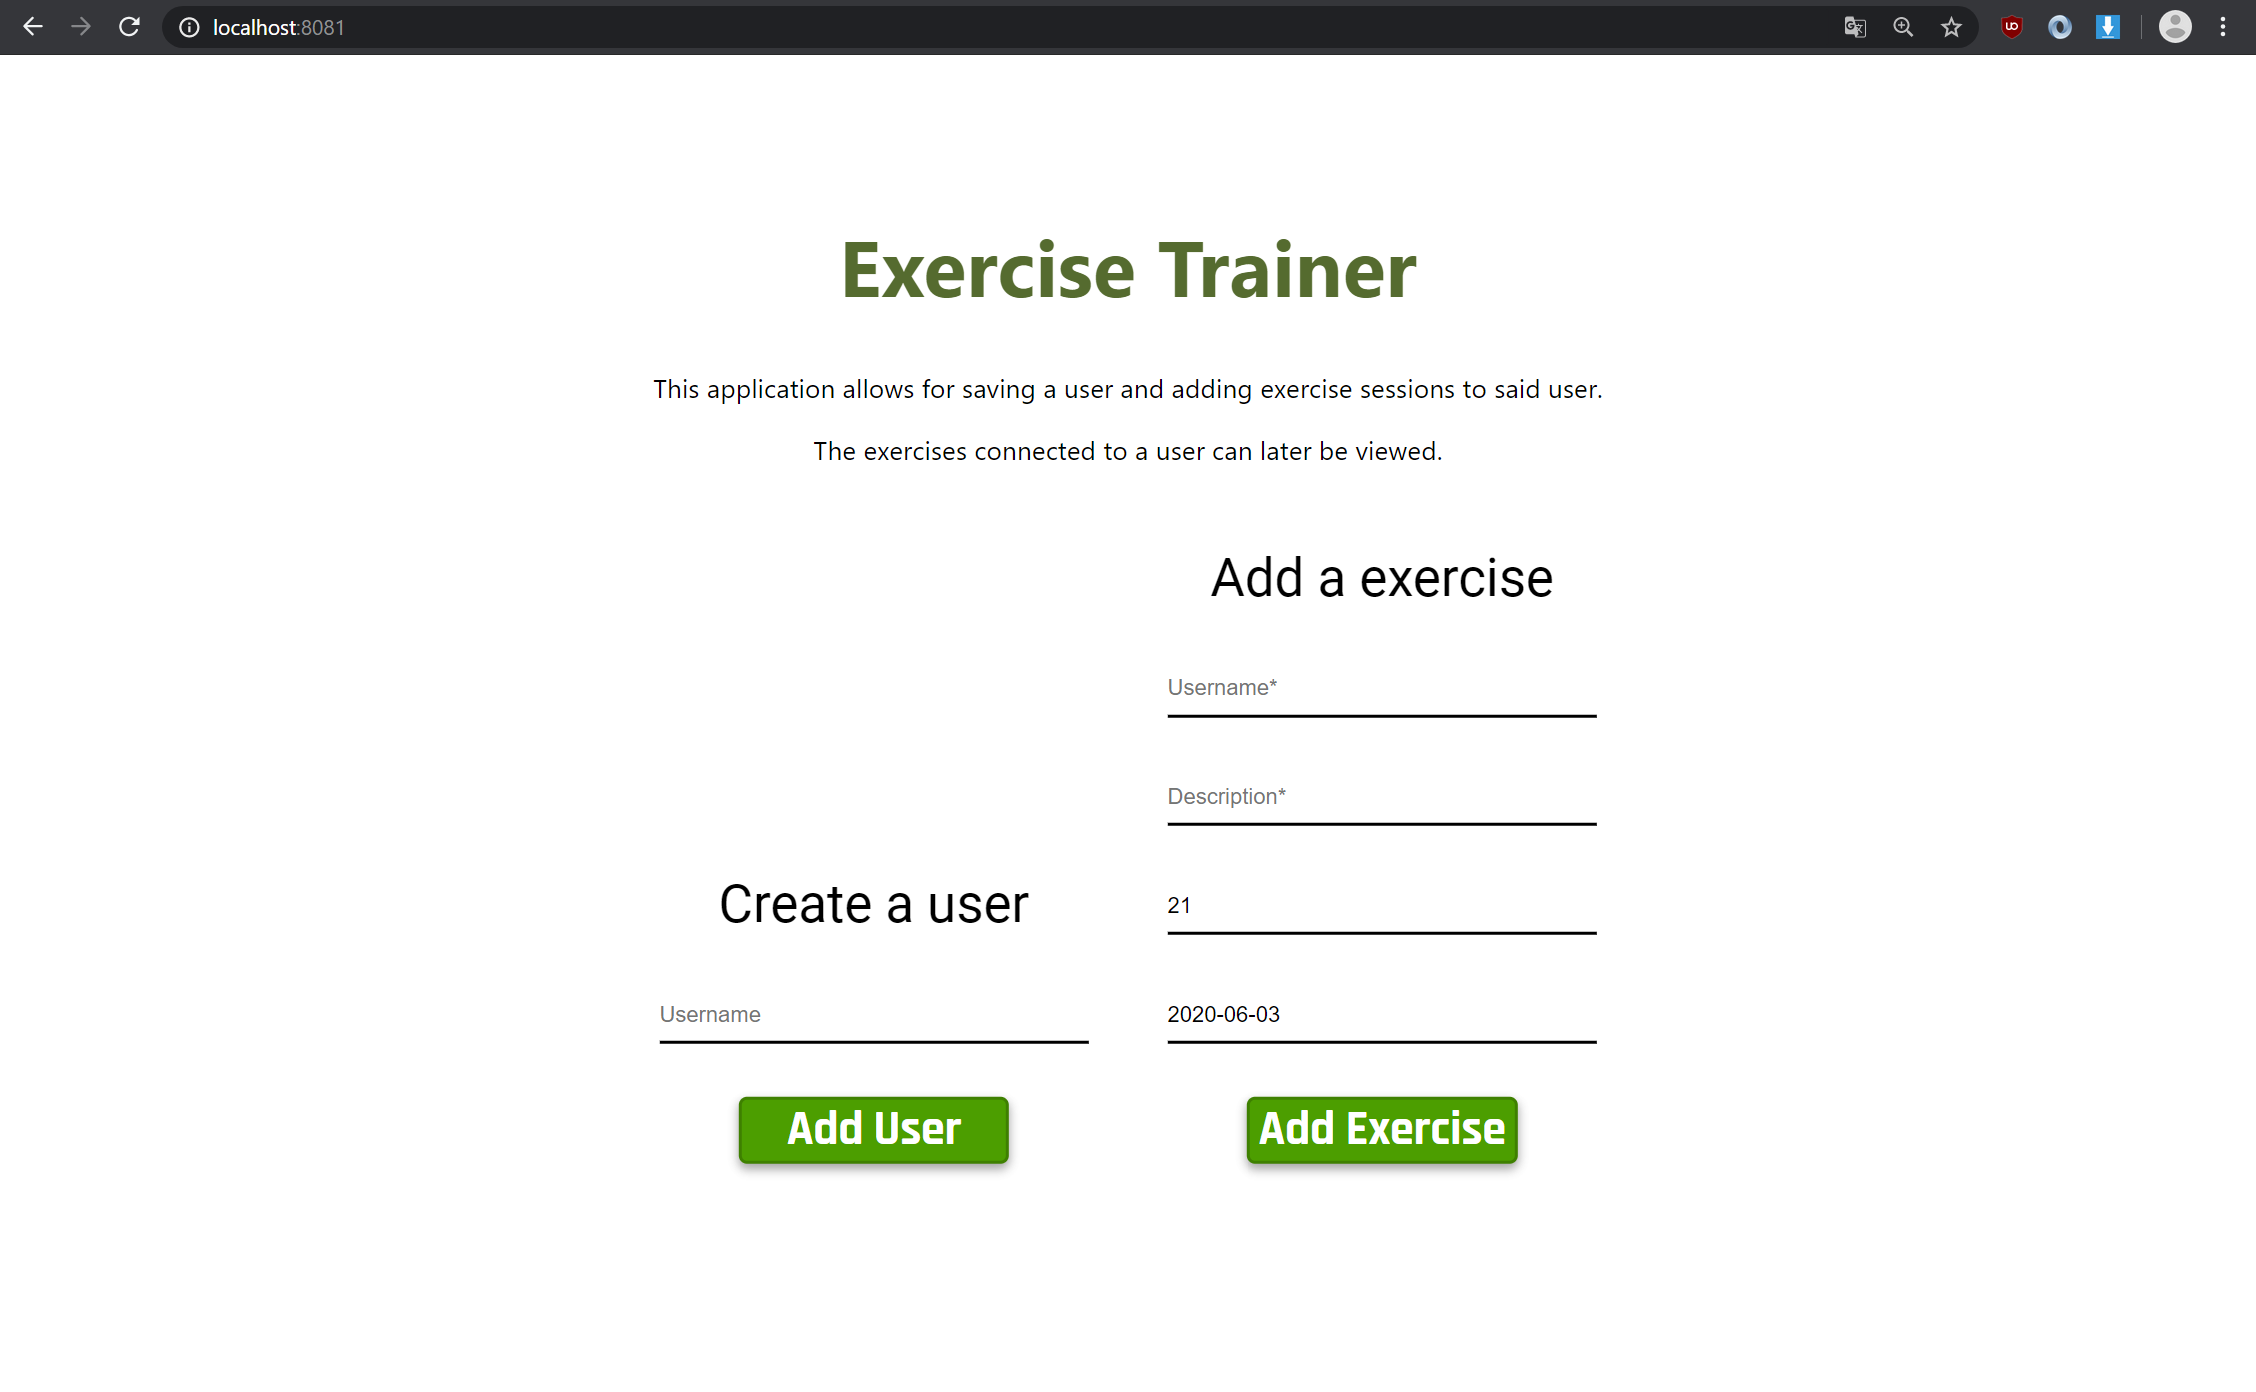 localhost:8081
Exercise Trainer
This application allows for saving a user and adding exercise sessions to said user.
The exercises connected to a user can later be viewed.
Create a user
Username
Add User
Add a exercise
Username*
Description*
21
2020-06-03
Add Exercise